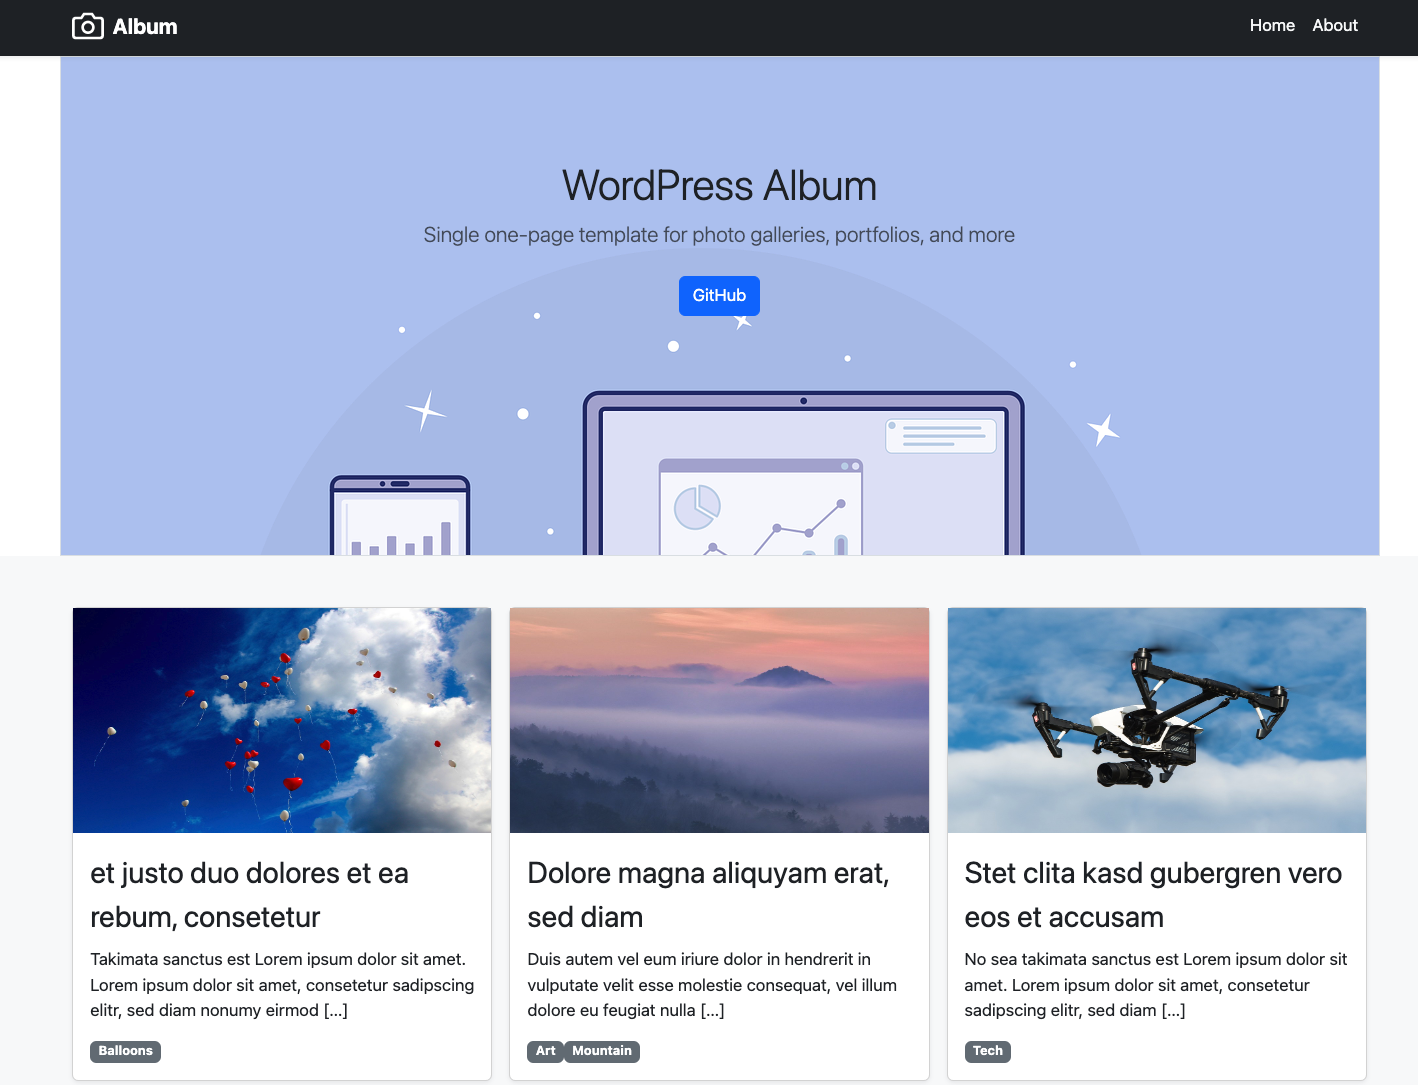 Album
Home About
WordPress Album
Single one-page template for photo galleries, portfolios, and more
GitHub
et justo duo dolores et ea
rebum, consetetur
Takimata sanctus est Lorem ipsum dolor sit amet.
Lorem ipsum dolor sit amet, consetetur sadipscing
elitr, sed diam nonumy eirmod [...]
Balloons
Dolore magna aliquyam erat,
sed diam
Duis autem vel eum iriure dolor in hendrerit in
vulputate velit esse molestie consequat, vel illum
dolore eu feugiat nulla [...]
Art Mountain
Stet clita kasd gubergren vero
eos et accusam
No sea takimata sanctus est Lorem ipsum dolor sit
amet. Lorem ipsum dolor sit amet, consetetur
sadipscing elitr, sed diam [...]
Tech